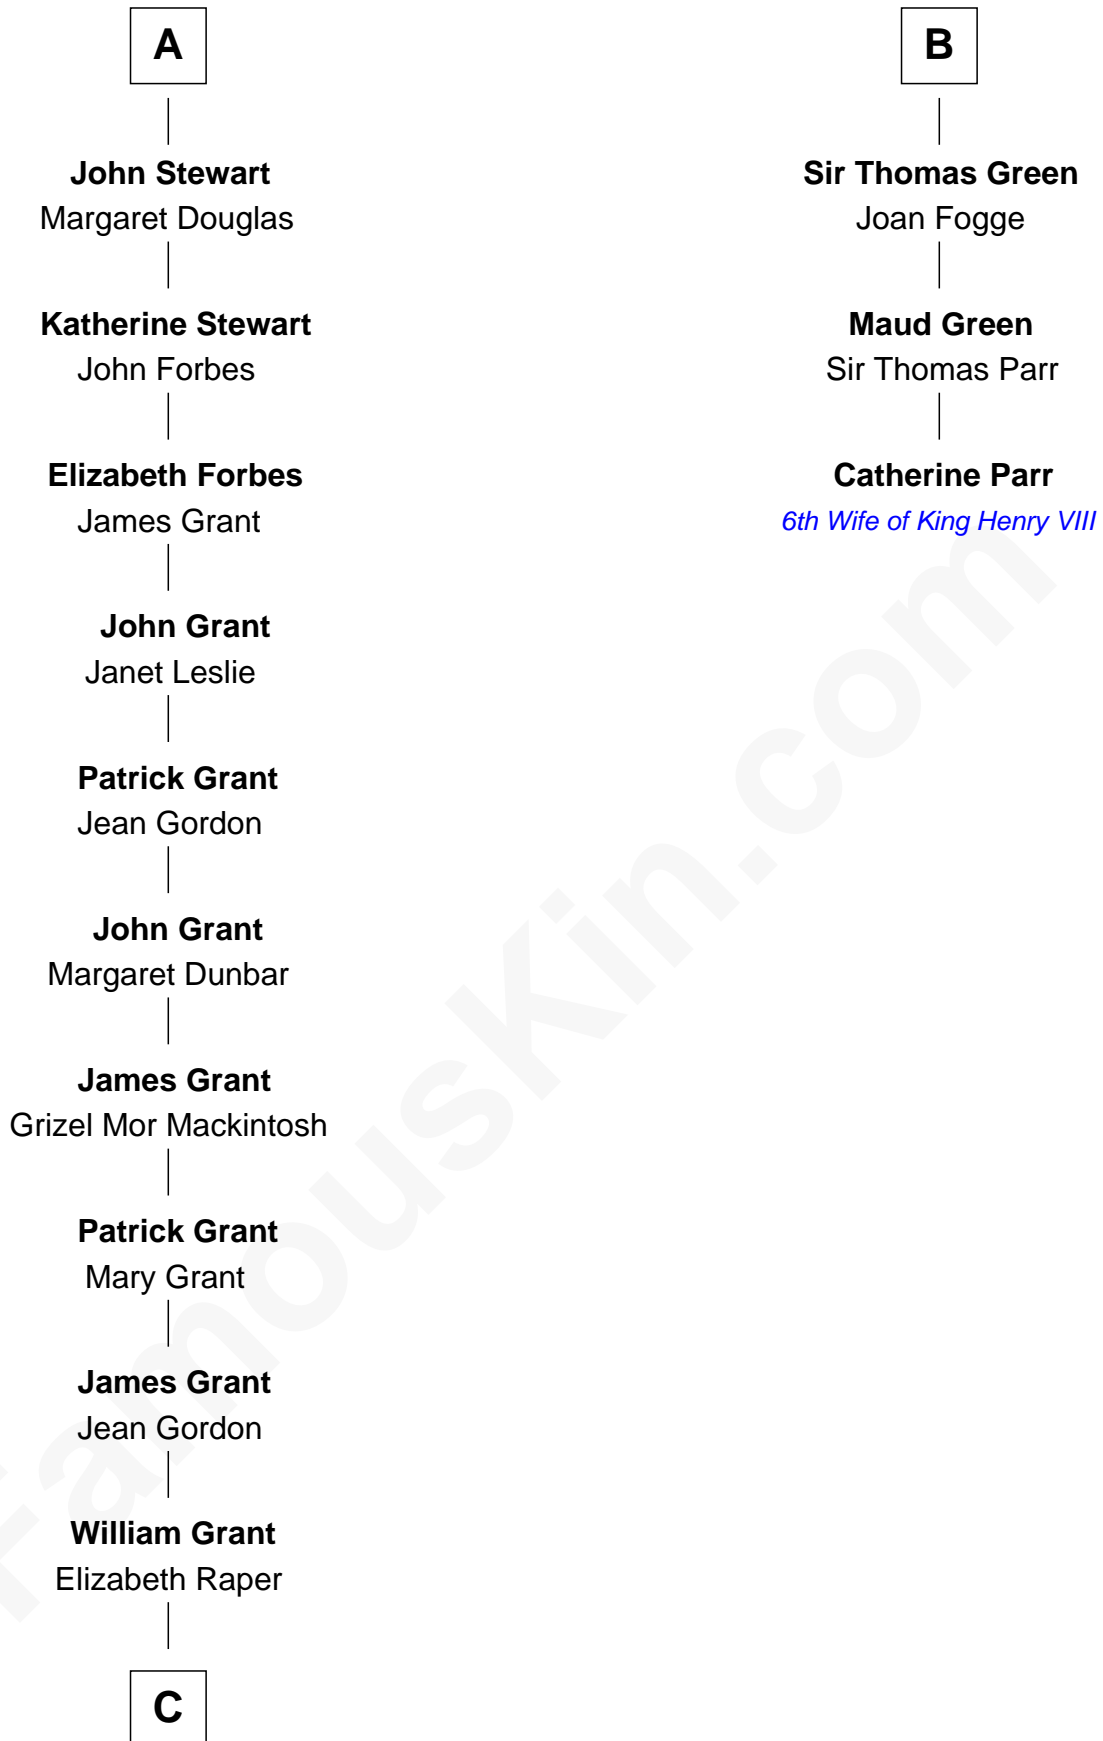 A
John Stewart
Margaret Douglas
Katherine Stewart
John Forbes
Elizabeth Forbes
James Grant
John Grant
Janet Leslie
Patrick Grant
Jean Gordon
John Grant
Margaret Dunbar
James Grant
Grizel Mor Mackintosh
Patrick Grant
Mary Grant
James Grant
Jean Gordon
William Grant
Elizabeth Raper
C
B
Sir Thomas Green
Joan Fogge
Maud Green
Sir Thomas Parr
Catherine Parr
6th Wife of King Henry VIII
FamousKin.com